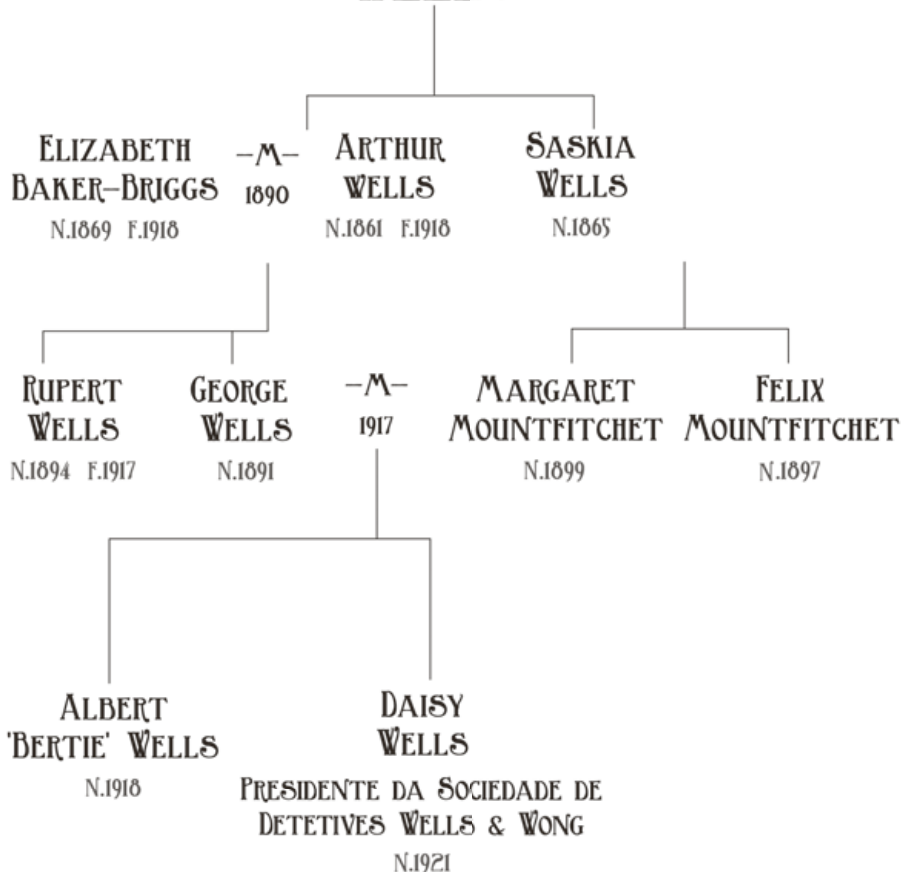 ELIZABETH
BAKER–BRIGGS
N.1869 F.1918
–M–
1890
ARTHUR
WELLS
N.1861 F.1918
SASKIA
WELLS
N.1865
RUPERT
WELLS
N.1894 F.1917
GEORGE
WELLS
N.1891
–M–
1917
MARGARET
MOUNTFITCHET
N.1899
FELIX
MOUNTFITCHET
N.1897
ALBERT
'BERTIE' WELLS
N.1918
DAISY
WELLS
PRESIDENTE DA SOCIEDADE DE
DETETIVES WELLS & WONG
N.1921